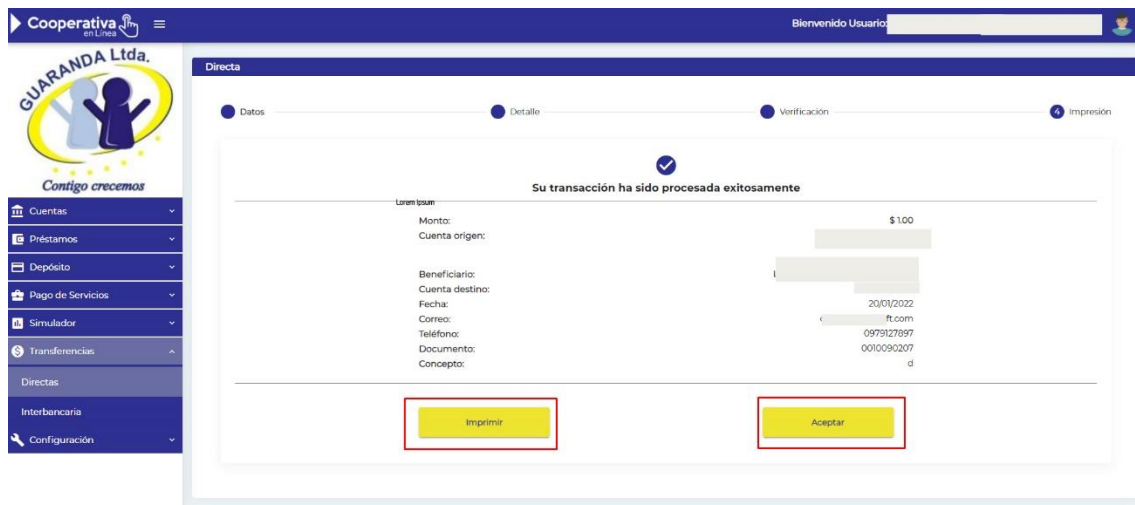 Cooperativa
en Línea
Bienvenido Usuario:
GUARANDA Ltda.
Contigo crecemos
Cuentas
Préstamos
Depósito
Pago de Servicios
Simulador
Transferencias
Directas
Interbancaria
Configuración
Directa
Datos
Detalle
Verificación
4 Impresión
Su transacción ha sido procesada exitosamente
Lorem Ipsum
Monto: $ 1.00
Cuenta origen:
Beneficiario:
Cuenta destino:
Fecha: 20/01/2022
Correo: ft.com
Teléfono: 0979127897
Documento: 0010090207
Concepto: d
Imprimir
Aceptar